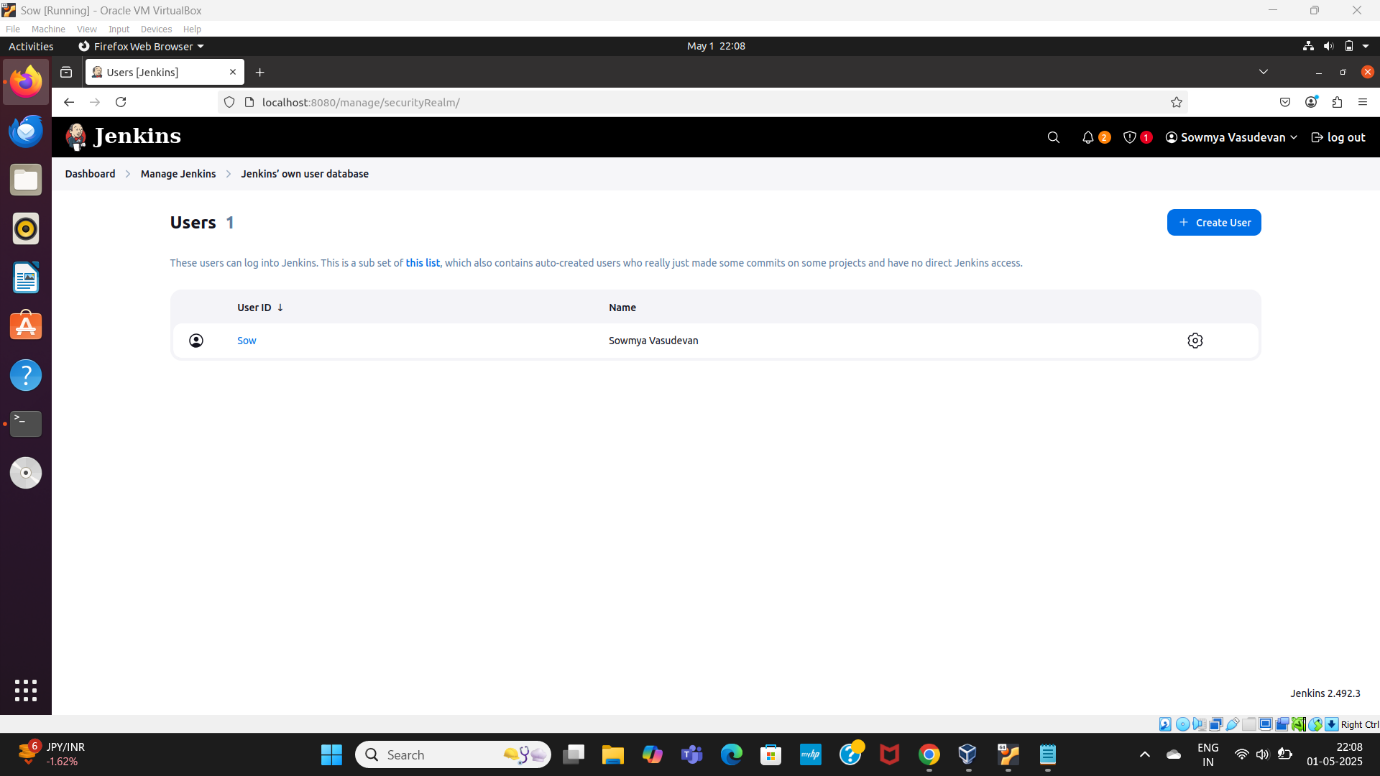 Sow [Running] - Oracle VM VirtualBox
File Machine View Input Devices Help
Activities Firefox Web Browser May 1 22:08
Users [Jenkins]
localhost:8080/manage/securityRealm/
Jenkins 2 1 Sowmya Vasudevan log out
Dashboard Manage Jenkins Jenkins' own user database
Users 1 + Create User
These users can log into Jenkins. This is a sub set of this list, which also contains auto-created users who really just made some commits on some projects and have no direct Jenkins access.
User ID ↓ Name
Sow Sowmya Vasudevan
Jenkins 2.492.3
Right Ctrl
6 JPY/INR
-1.62%
Search
myhp
ENG
IN
22:08
01-05-2025